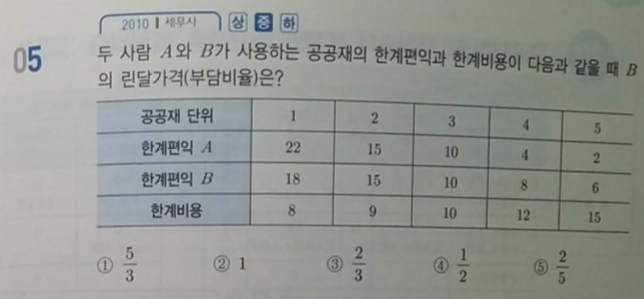 2010 | 세무사 상 중 하
05 두 사람 A와 B가 사용하는 공공재의 한계편익과 한계비용이 다음과 같을 때 B
의 린달가격(부담비율)은?
공공재 단위 1 2 3 4 5
한계편익 A 22 15 10 4 2
한계편익 B 18 15 10 8 6
한계비용 8 9 10 12 15
① 5/3 ② 1 ③ 2/3 ④ 1/2 ⑤ 2/5